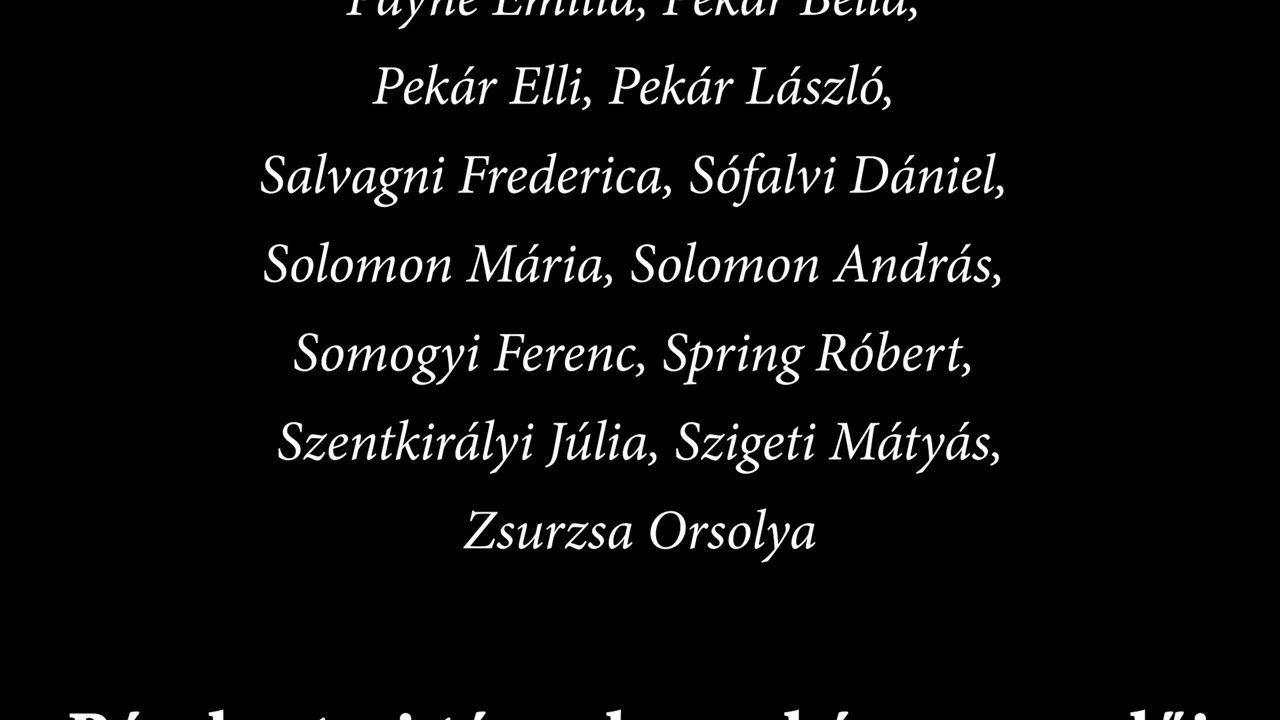 Payne Emília, Pekár Bella,
Pekár Elli, Pekár László,
Salvagni Frederica, Sófalvi Dániel,
Solomon Mária, Solomon András,
Somogyi Ferenc, Spring Róbert,
Szentkirályi Júlia, Szigeti Mátyás,
Zsurzsa Orsolya